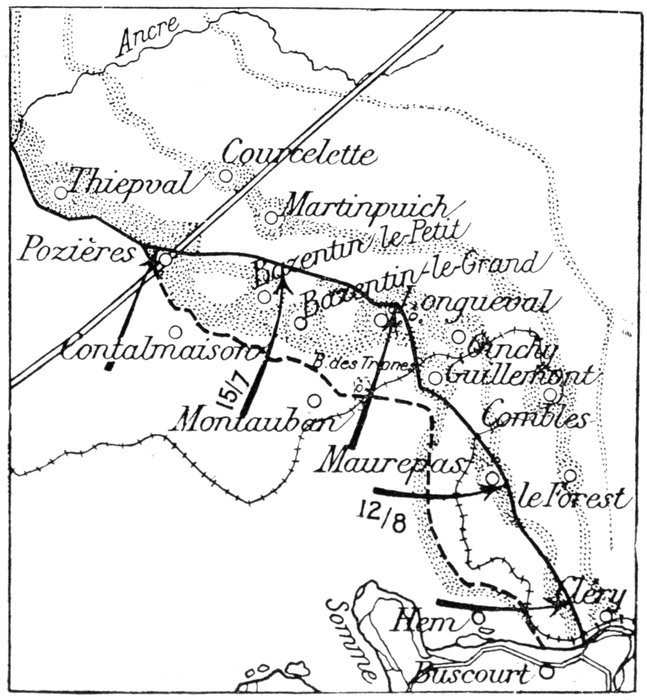 Ancre
Courcelette
Thiepval
Martinpuich
Pozières
Bazentin le-Petit
Bazentin-le-Grand
Longueval
Contalmaison
Ginchy
B. des Trones
Guillemont
15/7
Montauban
Combles
Maurepas
le Forest
12/8
Cléry
Hem
Somme
Buscourt